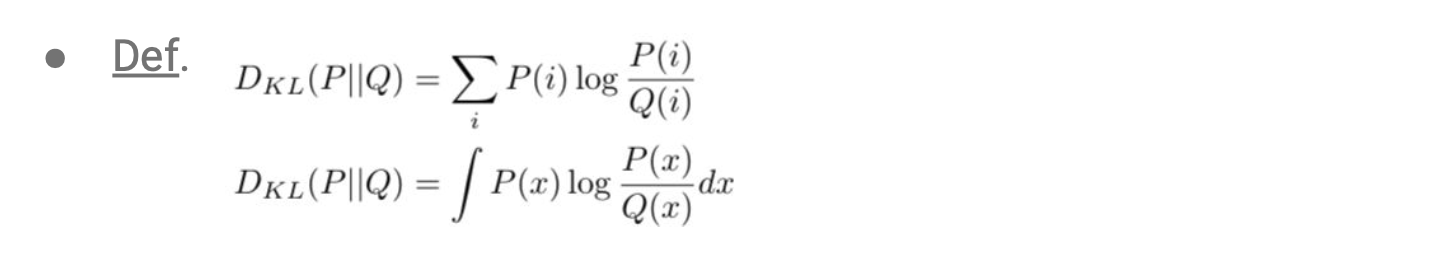 ● Def. D_{KL}(P||Q) = \sum_i P(i) \log \frac{P(i)}{Q(i)}
D_{KL}(P||Q) = \int P(x) \log \frac{P(x)}{Q(x)} dx